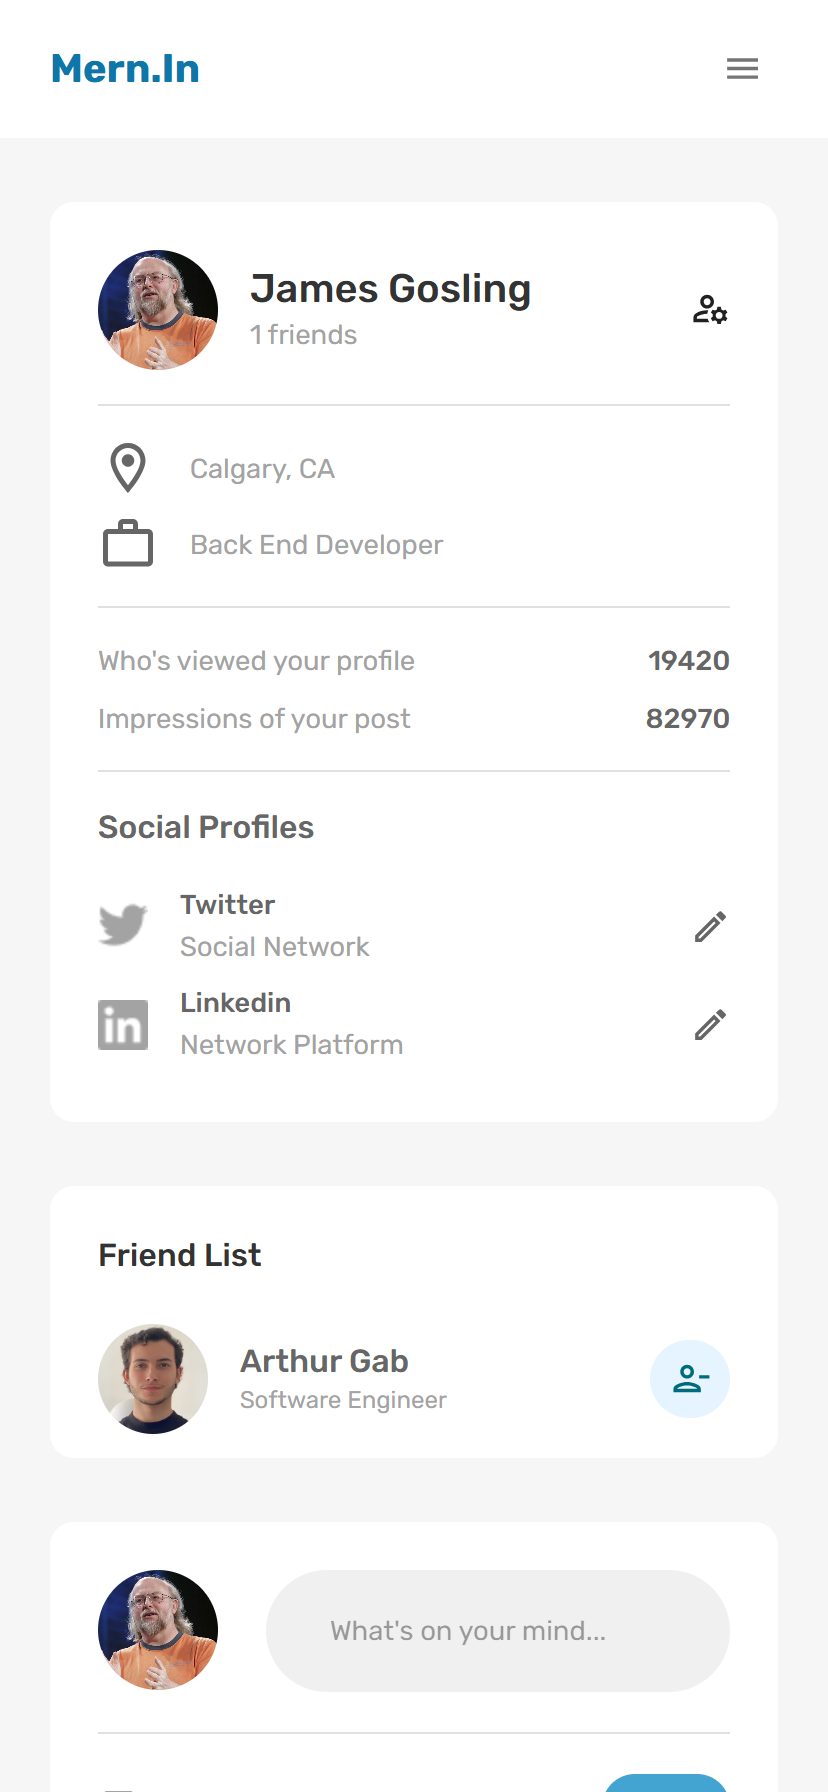 Mern.In
James Gosling
1 friends
Calgary, CA
Back End Developer
Who's viewed your profile 19420
Impressions of your post 82970
Social Profiles
Twitter
Social Network
in
Linkedin
Network Platform
Friend List
Arthur Gab
Software Engineer
What's on your mind...